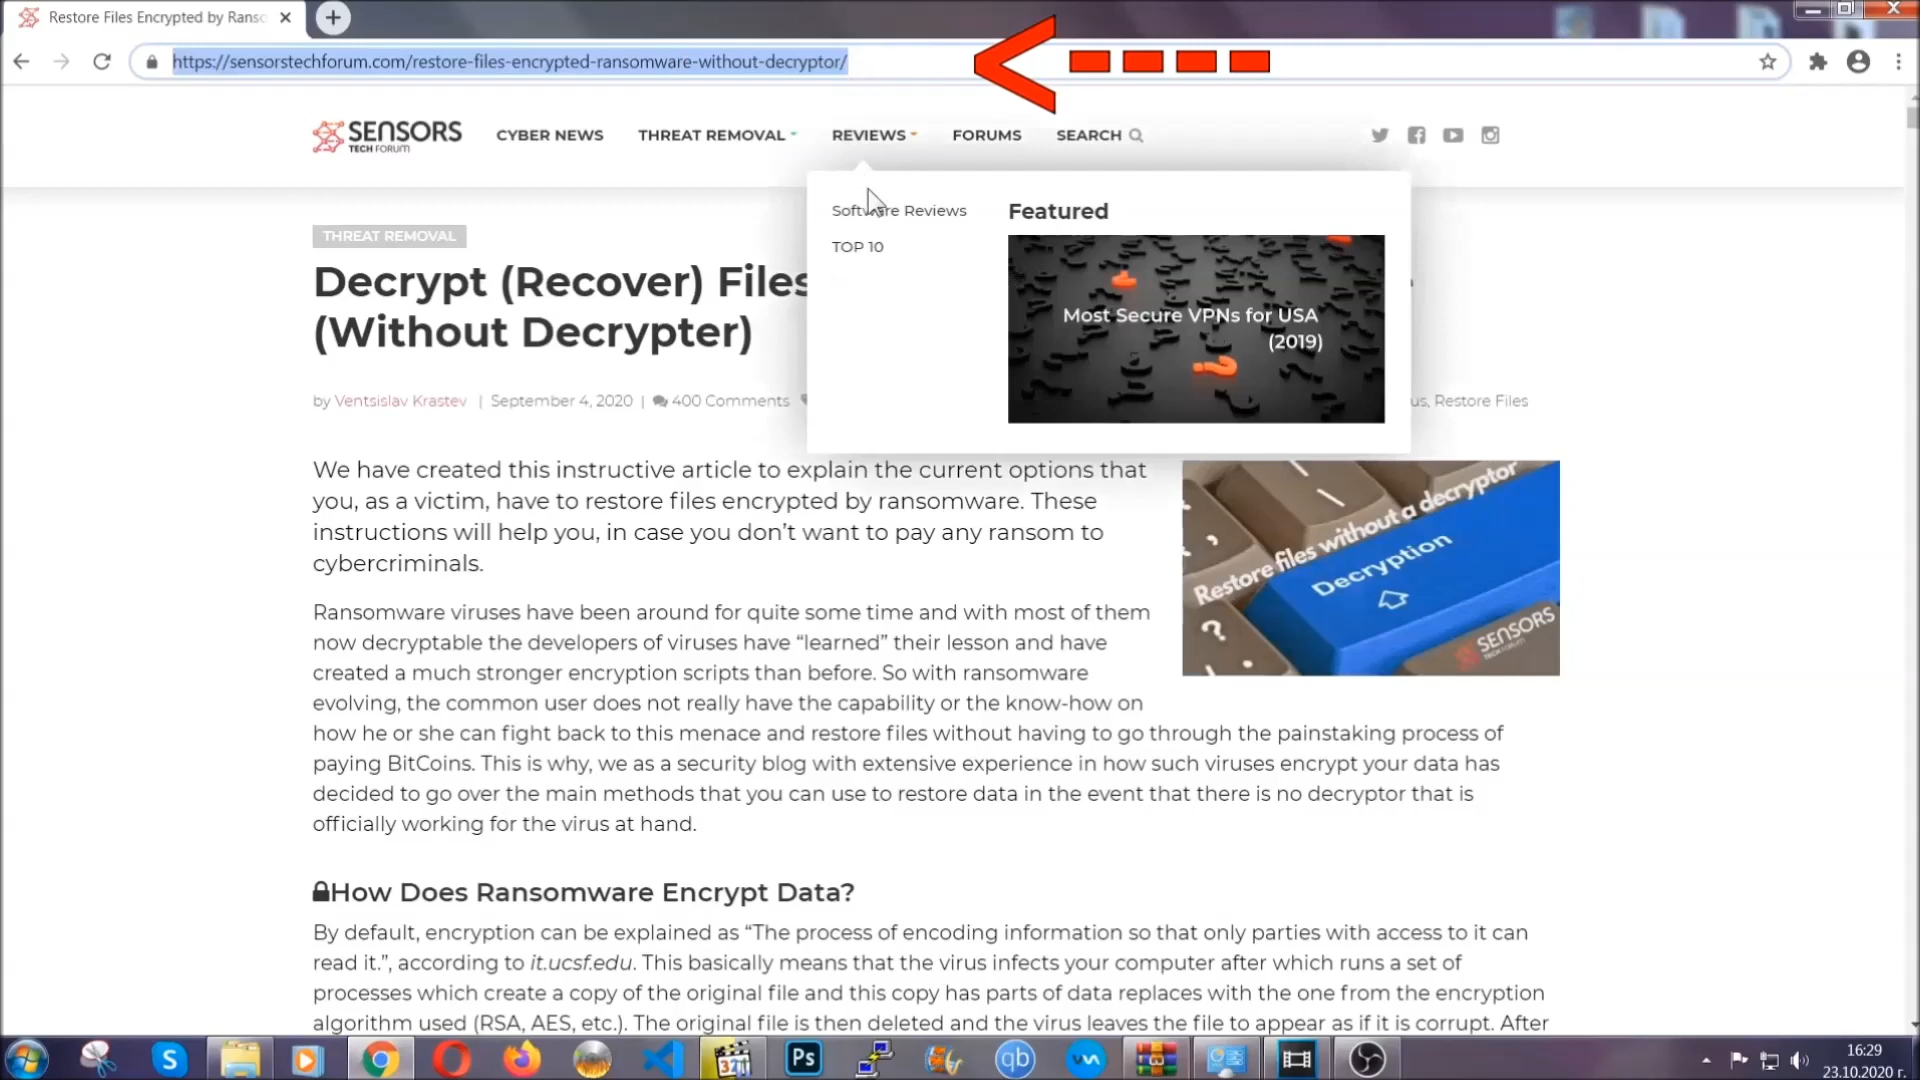 Restore Files Encrypted by Ranso
https://sensorstechforum.com/restore-files-encrypted-ransomware-without-decryptor/
SENSORS
TECH FORUM
CYBER NEWS
THREAT REMOVAL
REVIEWS
FORUMS
SEARCH
Software Reviews
TOP 10
Featured
Most Secure VPNs for USA
(2019)
THREAT REMOVAL
Decrypt (Recover) Files
(Without Decrypter)
by Ventsislav Krastev | September 4, 2020 | 400 Comments
us, Restore Files
We have created this instructive article to explain the current options that
you, as a victim, have to restore files encrypted by ransomware. These
instructions will help you, in case you don’t want to pay any ransom to
cybercriminals.
Restore files without a decryptor
Decryption
SENSORS
TECH FORUM
Ransomware viruses have been around for quite some time and with most of them
now decryptable the developers of viruses have “learned” their lesson and have
created a much stronger encryption scripts than before. So with ransomware
evolving, the common user does not really have the capability or the know-how on
how he or she can fight back to this menace and restore files without having to go through the painstaking process of
paying BitCoins. This is why, we as a security blog with extensive experience in how such viruses encrypt your data has
decided to go over the main methods that you can use to restore data in the event that there is no decryptor that is
officially working for the virus at hand.
How Does Ransomware Encrypt Data?
By default, encryption can be explained as “The process of encoding information so that only parties with access to it can
read it.”, according to it.ucsf.edu. This basically means that the virus infects your computer after which runs a set of
processes which create a copy of the original file and this copy has parts of data replaces with the one from the encryption
algorithm used (RSA, AES, etc.). The original file is then deleted and the virus leaves the file to appear as if it is corrupt. After
S
321
Ps
qb
16:29
23.10.2020 г.